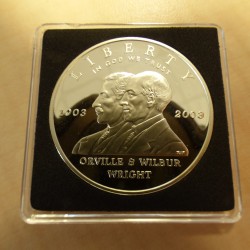 LIBERTY
IN GOD WE TRUST
1903 2003
ORVILLE & WILBUR
WRIGHT